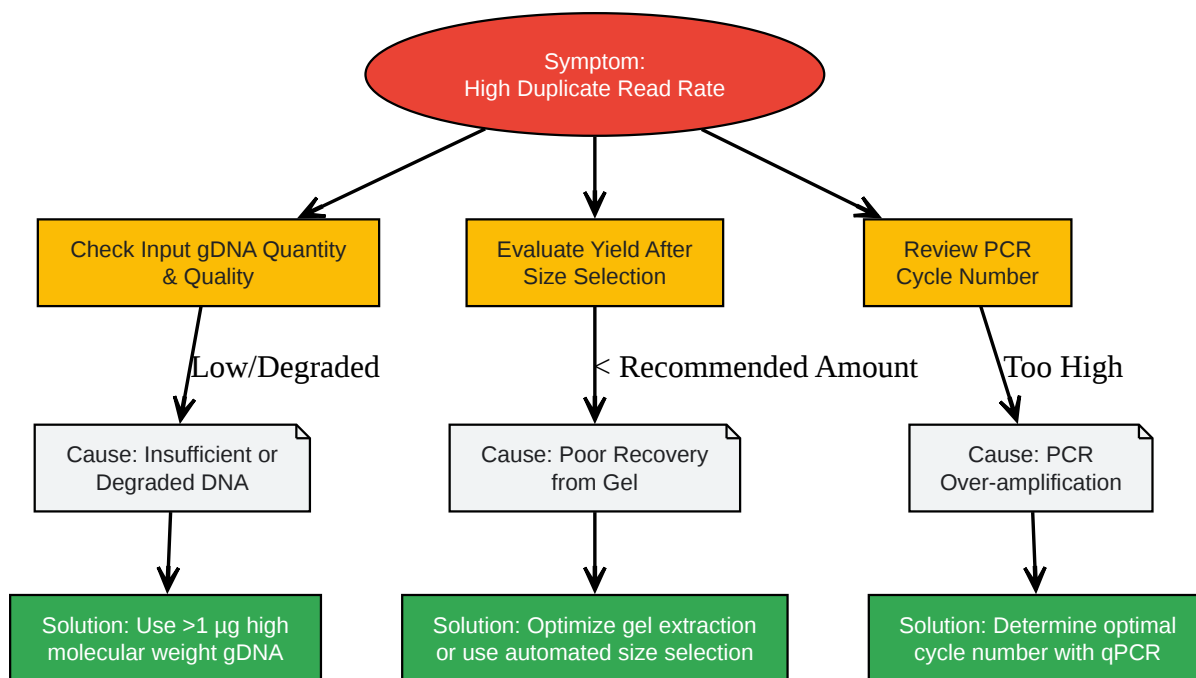 Symptom:
High Duplicate Read Rate
Check Input gDNA Quantity
& Quality
Evaluate Yield After
Size Selection
Review PCR
Cycle Number
Low/Degraded
< Recommended Amount
Too High
Cause: Insufficient or
Degraded DNA
Cause: Poor Recovery
from Gel
Cause: PCR
Over-amplification
Solution: Use >1 µg high
molecular weight gDNA
Solution: Optimize gel extraction
or use automated size selection
Solution: Determine optimal
cycle number with qPCR